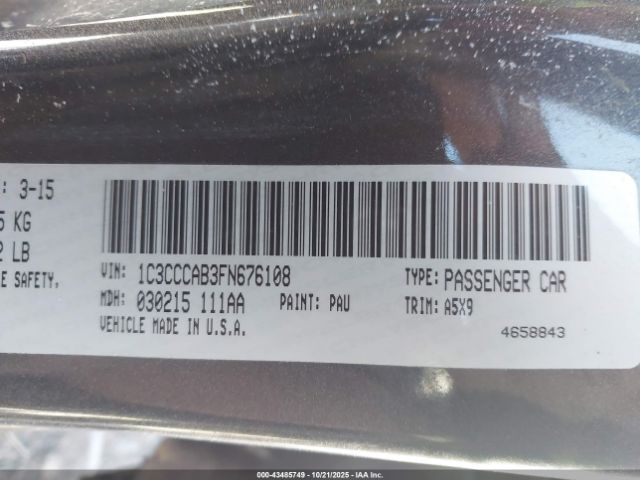 : 3-15
5 KG
2 LB
E SAFETY,
VIN: 1C3CCCAB3FN676108
TYPE: PASSENGER CAR
MDH: 030215 111AA
PAINT: PAU
TRIM: A5X9
VEHICLE MADE IN U.S.A.
4658843
000-43485749 - 10/21/2025 - IAA Inc.